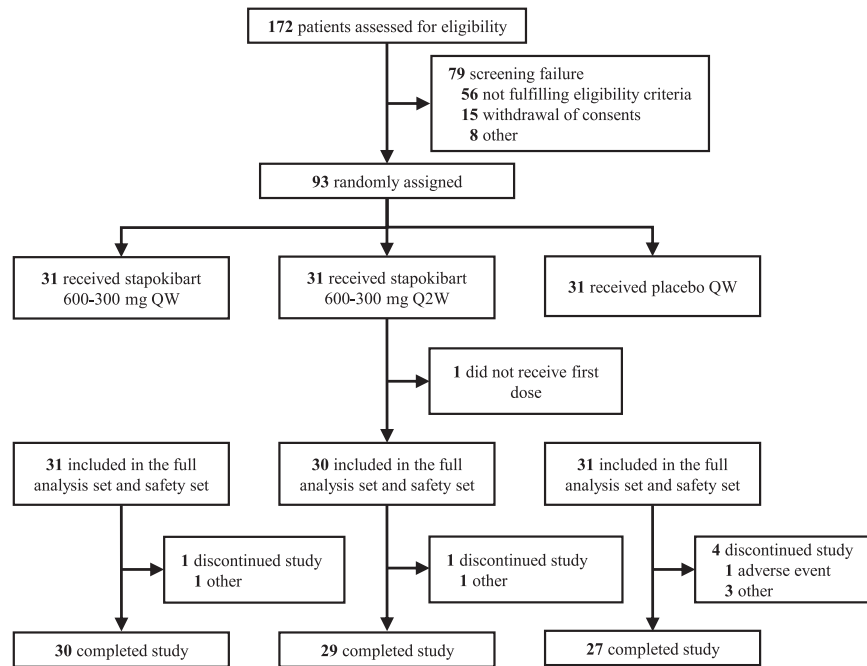 172 patients assessed for eligibility
79 screening failure
56 not fulfilling eligibility criteria
15 withdrawal of consents
8 other
93 randomly assigned
31 received stapokibart
600-300 mg QW
31 received stapokibart
600-300 mg Q2W
31 received placebo QW
1 did not receive first
dose
31 included in the full
analysis set and safety set
30 included in the full
analysis set and safety set
31 included in the full
analysis set and safety set
1 discontinued study
1 other
1 discontinued study
1 other
4 discontinued study
1 adverse event
3 other
30 completed study
29 completed study
27 completed study